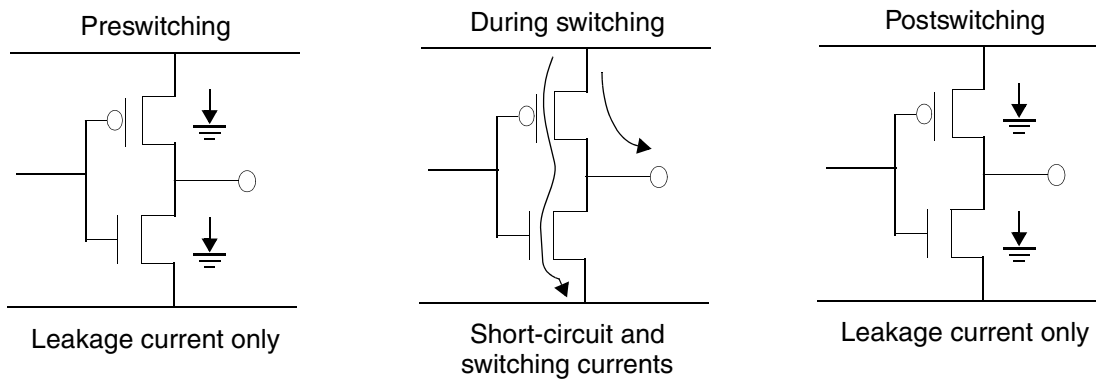 Preswitching
During switching
Postswitching
Leakage current only
Short-circuit and
switching currents
Leakage current only